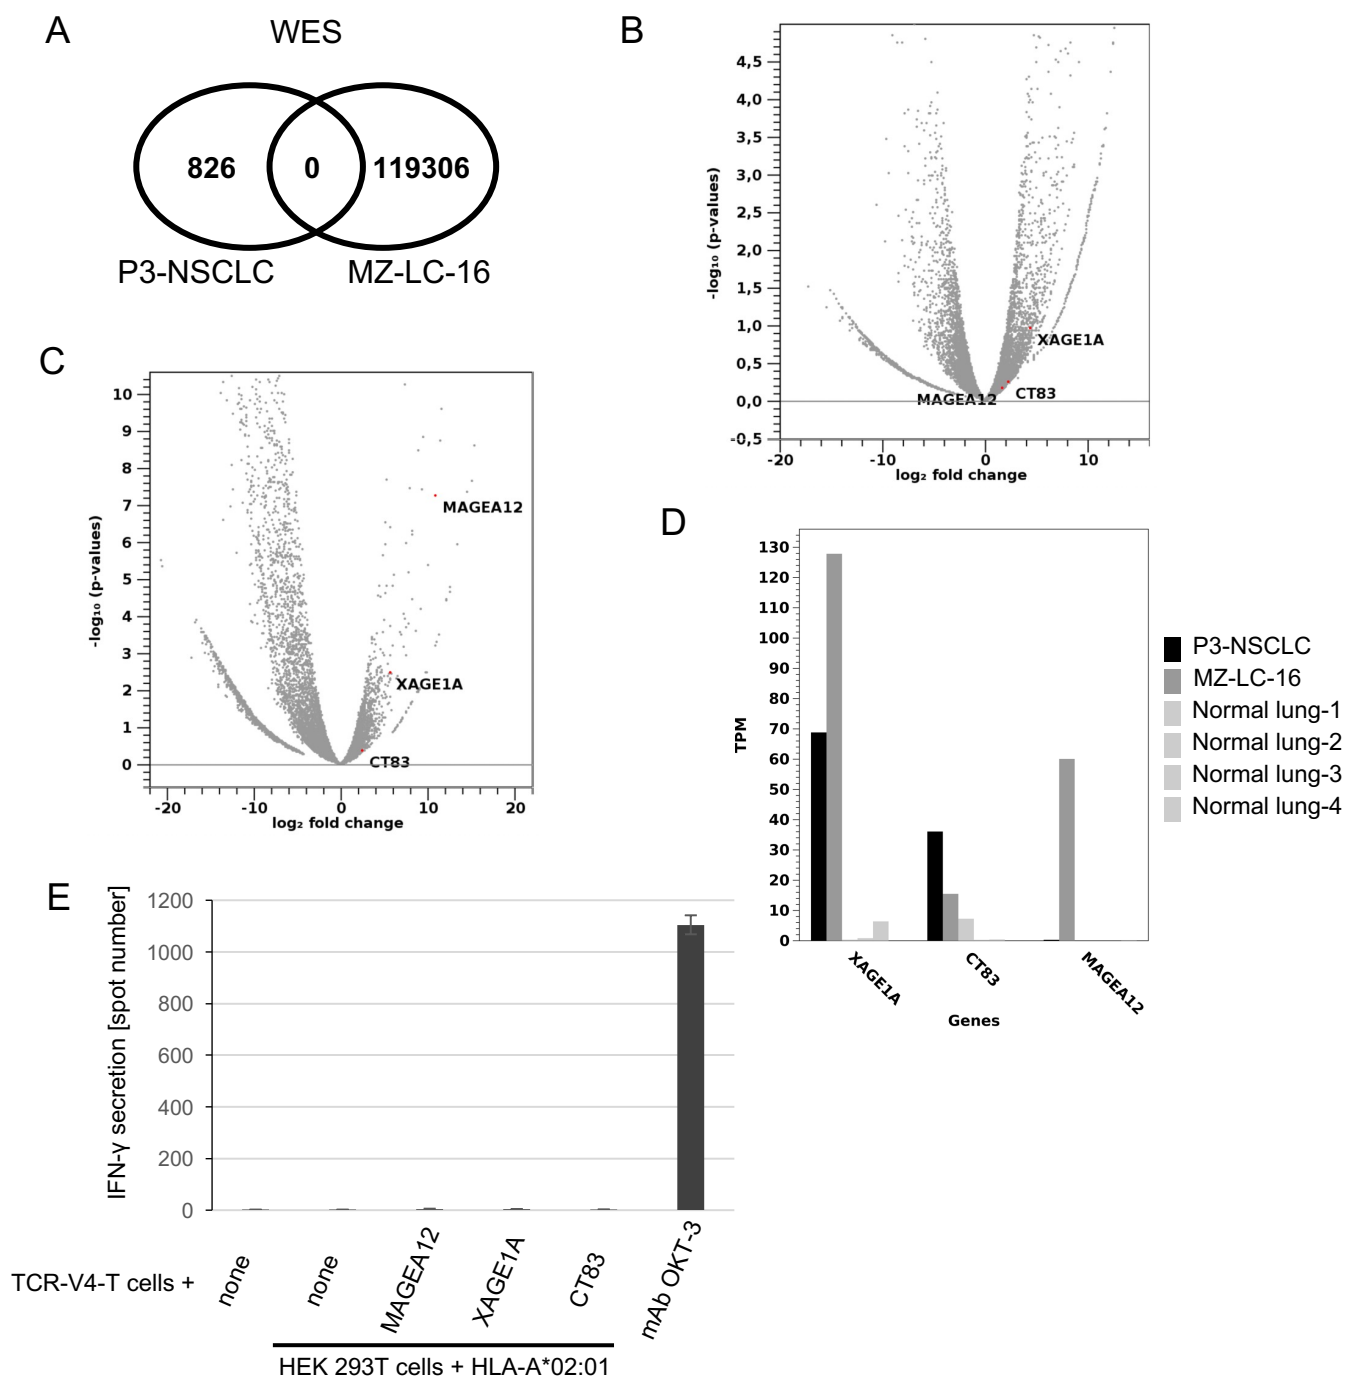 A
WES
826
0
119306
P3-NSCLC
MZ-LC-16
B
4,5
4,0
3,5
3,0
2,5
2,0
1,5
1,0
0,5
0,0
-0,5
-log₁₀ (p-values)
XAGE1A
CT83
MAGEA12
-20
-10
0
10
log₂ fold change
C
10
9
8
7
6
5
4
3
2
1
0
-log₁₀ (p-values)
MAGEA12
XAGE1A
CT83
-20
-10
0
10
20
log₂ fold change
D
130
120
110
100
90
80
70
60
50
40
30
20
10
0
TPM
XAGE1A
CT83
MAGEA12
Genes
P3-NSCLC
MZ-LC-16
Normal lung-1
Normal lung-2
Normal lung-3
Normal lung-4
E
IFN-γ secretion [spot number]
1200
1000
800
600
400
200
0
TCR-V4-T cells +
none
none
MAGEA12
XAGE1A
CT83
mAb OKT-3
HEK 293T cells + HLA-A*02:01